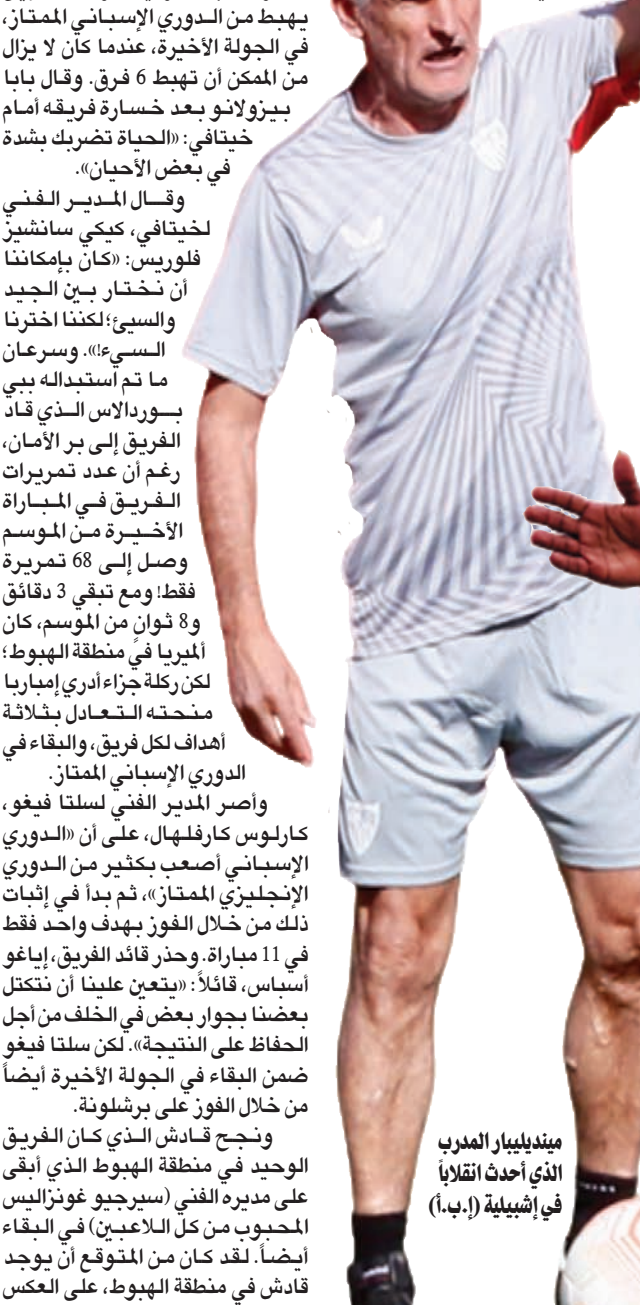 يهبط من الدوري الإسباني الممتاز،
في الجولة الأخيرة، عندما كان لا يزال
من الممكن أن تهبط 6 فرق. وقال بابا
بيزولانو بعد خسارة فريقه أمام
خيتافي: «الحياة تضربك بشدة
في بعض الأحيان».
وقال المدير الفني
لخيتافي، كيكي سانشيز
فلوريس: «كان بإمكاننا
أن نختار بين الجيد
والسيئ؛ لكننا اخترنا
السيء!». وسرعان
ما تم استبداله ببي
بوردالاس الذي قاد
الفريق إلى بر الأمان،
رغم أن عدد تمريرات
الفريق في المباراة
الأخيرة من الموسم
وصل إلى 68 تمريرة
فقط! ومع تبقي 3 دقائق
و8 ثوانٍ من الموسم، كان
ألميريا في منطقة الهبوط؛
لكن ركلة جزاء أدري إمباربا
منحته التعادل بثلاثة
أهداف لكل فريق، والبقاء في
الدوري الإسباني الممتاز.
وأصر المدير الفني لسلتا فيغو،
كارلوس كارفلهال، على أن «الدوري
الإسباني أصعب بكثير من الدوري
الإنجليزي الممتاز»، ثم بدأ في إثبات
ذلك من خلال الفوز بهدف واحد فقط
في 11 مباراة. وحذر قائد الفريق، إياغو
أسباس، قائلاً: «يتعين علينا أن نتكتل
بعضنا بجوار بعض في الخلف من أجل
الحفاظ على النتيجة». لكن سلتا فيغو
ضمن البقاء في الجولة الأخيرة أيضاً
من خلال الفوز على برشلونة.
ونجح قادش الذي كان الفريق
الوحيد في منطقة الهبوط الذي أبقى
على مديره الفني (سيرجيو غونزاليس
المحبوب من كل اللاعبين) في البقاء
أيضاً. لقد كان من المتوقع أن يوجد
قادش في منطقة الهبوط، على العكس
مينديليبار المدرب
الذي أحدث انقلاباً
في إشبيلية (إ.ب.أ)